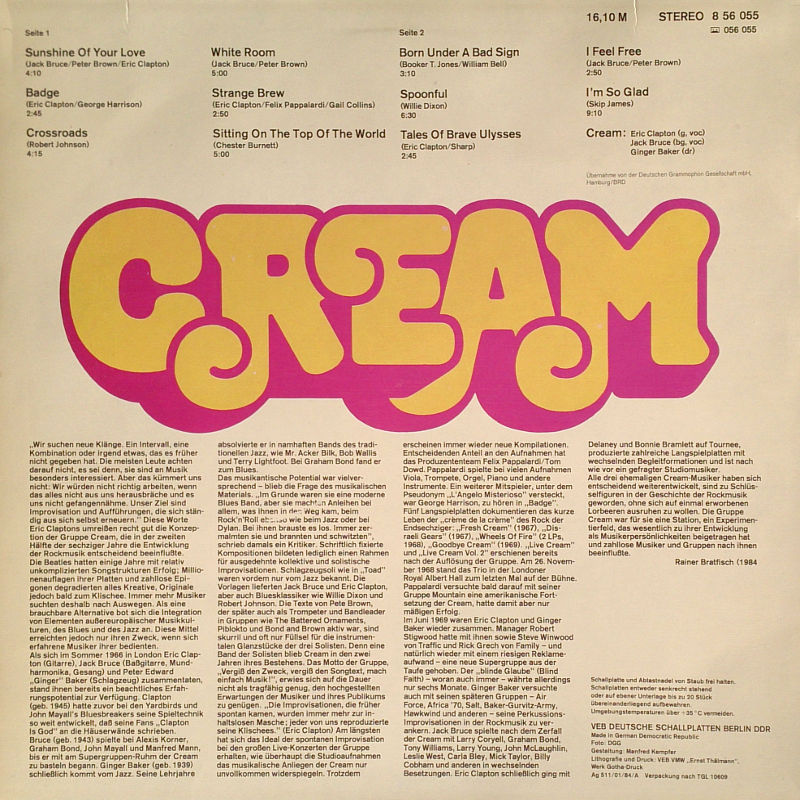 16,10 M STEREO 8 56 055
056 055
Seite 1
Sunshine Of Your Love
(Jack Bruce/Peter Brown/Eric Clapton)
4:10
Badge
(Eric Clapton/George Harrison)
2:45
Crossroads
(Robert Johnson)
4:15
White Room
(Jack Bruce/Peter Brown)
5:00
Strange Brew
(Eric Clapton/Felix Pappalardi/Gail Collins)
2:50
Sitting On The Top Of The World
(Chester Burnett)
5:00
Seite 2
Born Under A Bad Sign
(Booker T. Jones/William Bell)
3:10
Spoonful
(Willie Dixon)
6:30
Tales Of Brave Ulysses
(Eric Clapton/Sharp)
2:45
I Feel Free
(Jack Bruce/Peter Brown)
2:50
I'm So Glad
(Skip James)
9:10
Cream: Eric Clapton (g, voc)
Jack Bruce (bg, voc)
Ginger Baker (dr)
Übernahme von der Deutschen Grammophon Gesellschaft mbH,
Hamburg/BRD
CREAM
„Wir suchen neue Klänge. Ein Intervall, eine
Kombination oder irgend etwas, das es früher
nicht gegeben hat. Die meisten Leute achten
darauf nicht, es sei denn, sie sind an Musik
besonders interessiert. Aber das kümmert uns
nicht: Wir würden nicht richtig arbeiten, wenn
das alles nicht aus uns herausbräche und es
uns nicht gefangennähme. Unser Ziel sind
Improvisation und Aufführungen, die sich stän-
dig aus sich selbst erneuern." Diese Worte
Eric Claptons umreißen recht gut die Konzep-
tion der Gruppe Cream, die in der zweiten
Hälfte der sechziger Jahre die Entwicklung
der Rockmusik entscheidend beeinflußte.
Die Beatles hatten einige Jahre mit relativ
unkomplizierten Songstrukturen Erfolg; Millio-
nenauflagen ihrer Platten und zahllose Epi-
gonen degradierten alles Kreative, Originale
jedoch bald zum Klischee. Immer mehr Musiker
suchten deshalb nach Auswegen. Als eine
brauchbare Alternative bot sich die Integration
von Elementen außereuropäischer Musikkul-
turen, des Blues und des Jazz an. Diese Mittel
erreichten jedoch nur ihren Zweck, wenn sich
erfahrene Musiker ihrer bedienten.
Als sich im Sommer 1966 in London Eric Clap-
ton (Gitarre), Jack Bruce (Baßgitarre, Mund-
harmonika, Gesang) und Peter Edward
„Ginger" Baker (Schlagzeug) zusammentaten,
stand ihnen bereits ein beachtliches Erfah-
rungspotential zur Verfügung. Clapton
(geb. 1945) hatte zuvor bei den Yardbirds und
John Mayall's Bluesbreakers seine Spieltechnik
so weit entwickelt, daß seine Fans „Clapton
Is God" an die Häuserwände schrieben.
Bruce (geb. 1943) spielte bei Alexis Korner,
Graham Bond, John Mayall und Manfred Mann,
bis er mit am Supergruppen-Ruhm der Cream
zu basteln begann. Ginger Baker (geb. 1939)
schließlich kommt vom Jazz. Seine Lehrjahre
absolvierte er in namhaften Bands des tradi-
tionellen Jazz, wie Mr. Acker Bilk, Bob Wallis
und Terry Lightfoot. Bei Graham Bond fand er
zum Blues.
Das musikantische Potential war vielver-
sprechend – blieb die Frage des musikalischen
Materials. „Im Grunde waren sie eine moderne
Blues Band, aber sie machten Anleihen bei
allem, was ihnen in den Weg kam, beim
Rock'n'Roll ebenso wie beim Jazz oder bei
Dylan. Bei ihnen brauste es los. Immer zer-
malmten sie und brannten und schwitzten",
schrieb damals ein Kritiker. Schriftlich fixierte
Kompositionen bildeten lediglich einen Rahmen
für ausgedehnte kollektive und solistische
Improvisationen. Schlagzeugsoli wie in „Toad"
waren vordem nur vom Jazz bekannt. Die
Vorlagen lieferten Jack Bruce und Eric Clapton,
aber auch Bluesklassiker wie Willie Dixon und
Robert Johnson. Die Texte von Pete Brown,
der später auch als Trompeter und Bandleader
in Gruppen wie The Battered Ornaments,
Piblokto und Bond and Brown aktiv war, sind
skurril und oft nur Füllsel für die instrumen-
talen Glanzstücke der drei Solisten. Denn eine
Band der Solisten blieb Cream in den zwei
Jahren ihres Bestehens. Das Motto der Gruppe,
„Vergiß den Zweck, vergiß den Songtext, mach
einfach Musik!", erwies sich auf die Dauer
nicht als tragfähig genug, den hochgestellten
Erwartungen der Musiker und ihres Publikums
zu genügen. „Die Improvisationen, die früher
spontan kamen, wurden immer mehr zur in-
haltslosen Masche; jeder von uns reproduzierte
seine Klischees." (Eric Clapton) Am längsten
hat sich das Ideal der spontanen Improvisation
bei den großen Live-Konzerten der Gruppe
erhalten, wie überhaupt die Studioaufnahmen
das musikalische Anliegen der Cream nur
unvollkommen widerspiegeln. Trotzdem
erscheinen immer wieder neue Kompilationen.
Entscheidenden Anteil an den Aufnahmen hat
das Produzententeam Felix Pappalardi/Tom
Dowd. Pappalardi spielte bei vielen Aufnahmen
Viola, Trompete, Orgel, Piano und andere
Instrumente. Ein weiterer Mitspieler, unter dem
Pseudonym „L'Angelo Misterioso" versteckt,
war George Harrison, zu hören in „Badge".
Fünf Langspielplatten dokumentieren das kurze
Leben der „crème de la crème" des Rock der
Endsechziger: „Fresh Cream" (1967), „Dis-
raeli Gears" (1967), „Wheels Of Fire" (2 LPs,
1968), „Goodbye Cream" (1969). „Live Cream"
und „Live Cream Vol. 2" erschienen bereits
nach der Auflösung der Gruppe. Am 26. Novem-
ber 1968 stand das Trio in der Londoner
Royal Albert Hall zum letzten Mal auf der Bühne.
Pappalardi versuchte bald darauf mit seiner
Gruppe Mountain eine amerikanische Fort-
setzung der Cream, hatte damit aber nur
mäßigen Erfolg.
Im Juni 1969 waren Eric Clapton und Ginger
Baker wieder zusammen. Manager Robert
Stigwood hatte mit ihnen sowie Steve Winwood
von Traffic und Rick Grech von Family – und
natürlich wieder mit einem riesigen Reklame-
aufwand – eine neue Supergruppe aus der
Taufe gehoben. Der „blinde Glaube" (Blind
Faith) – woran auch immer – währte allerdings
nur sechs Monate. Ginger Baker versuchte
auch mit seinen späteren Gruppen – Air
Force, Africa '70, Salt, Baker-Gurvitz-Army,
Hawkwind und anderen – seine Perkussions-
Improvisationen in der Rockmusik zu ver-
ankern. Jack Bruce spielte nach dem Zerfall
der Cream mit Larry Coryell, Graham Bond,
Tony Williams, Larry Young, John McLaughlin,
Leslie West, Carla Bley, Mick Taylor, Billy
Cobham und anderen in wechselnden
Besetzungen. Eric Clapton schließlich ging mit
Delaney und Bonnie Bramlett auf Tournee,
produzierte zahlreiche Langspielplatten mit
wechselnden Begleitformationen und ist nach
wie vor ein gefragter Studiomusiker.
Alle drei ehemaligen Cream-Musiker haben sich
entscheidend weiterentwickelt, sind zu Schlüs-
selfiguren in der Geschichte der Rockmusik
geworden, ohne sich auf einmal erworbenen
Lorbeeren ausruhen zu wollen. Die Gruppe
Cream war für sie eine Station, ein Experimen-
tierfeld, das wesentlich zu ihrer Entwicklung
als Musikerpersönlichkeiten beigetragen hat
und zahllose Musiker und Gruppen nach ihnen
beeinflußte.
Rainer Bratfisch (1984
Schallplatte und Abtastnadel von Staub frei halten.
Schallplatten entweder senkrecht stehend
oder auf ebener Unterlage bis zu 20 Stück
übereinanderliegend aufbewahren.
Umgebungstemperaturen über +35° C vermeiden.
VEB DEUTSCHE SCHALLPLATTEN BERLIN DDR
Made in German Democratic Republic
Foto: DGG
Gestaltung: Manfred Kempfer
Lithografie und Druck: VEB VMW „Ernst Thälmann",
Werk Gotha-Druck
Ag 511/01/84/A Verpackung nach TGL 10609